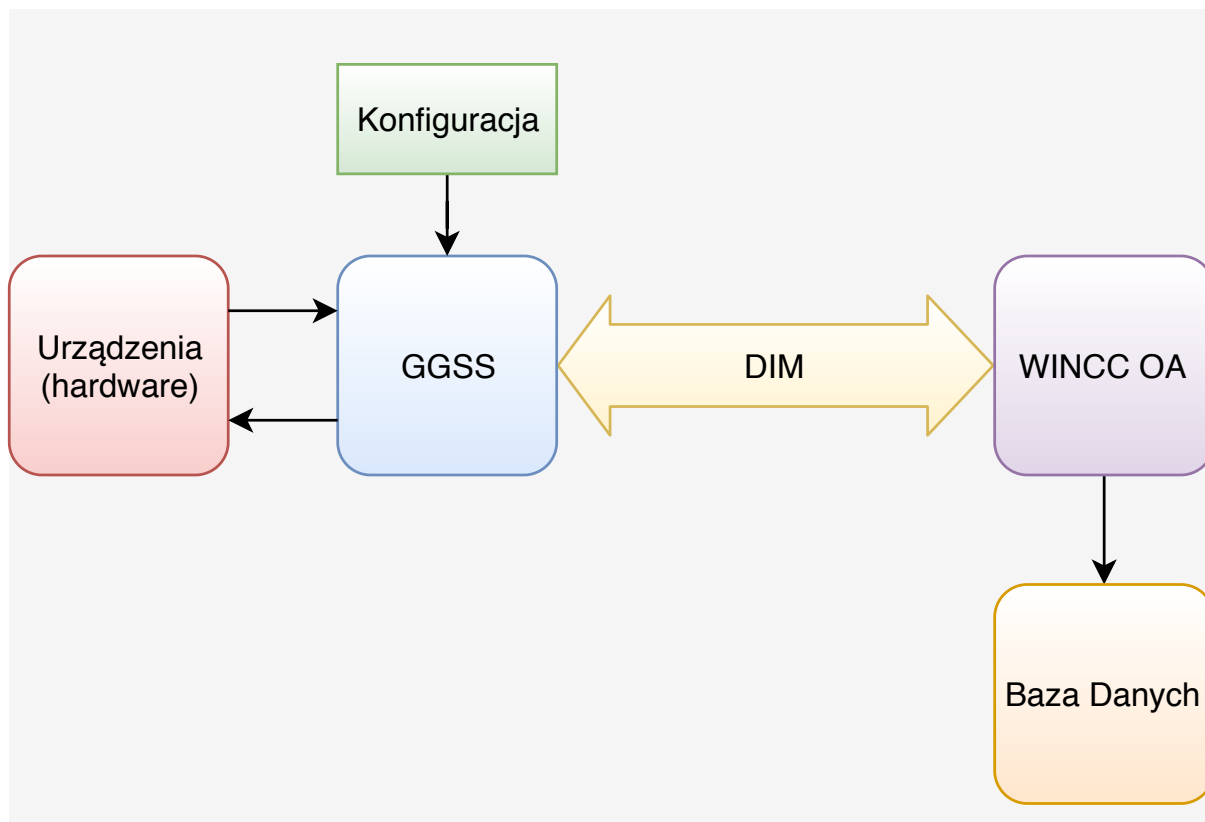 Konfiguracja
Urządzenia
(hardware)
GGSS
DIM
WINCC OA
Baza Danych